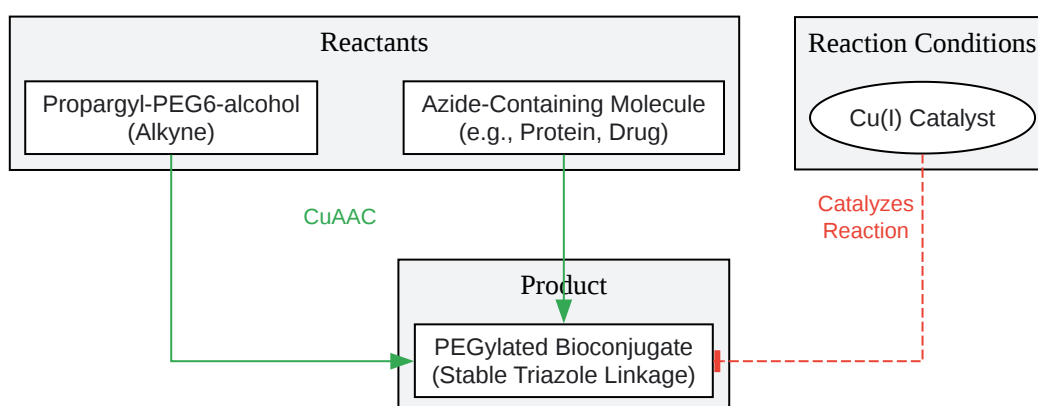 Reactants
Propargyl-PEG6-alcohol
(Alkyne)
Azide-Containing Molecule
(e.g., Protein, Drug)
Reaction Conditions
Cu(I) Catalyst
CuAAC
Catalyzes
Reaction
Product
PEGylated Bioconjugate
(Stable Triazole Linkage)